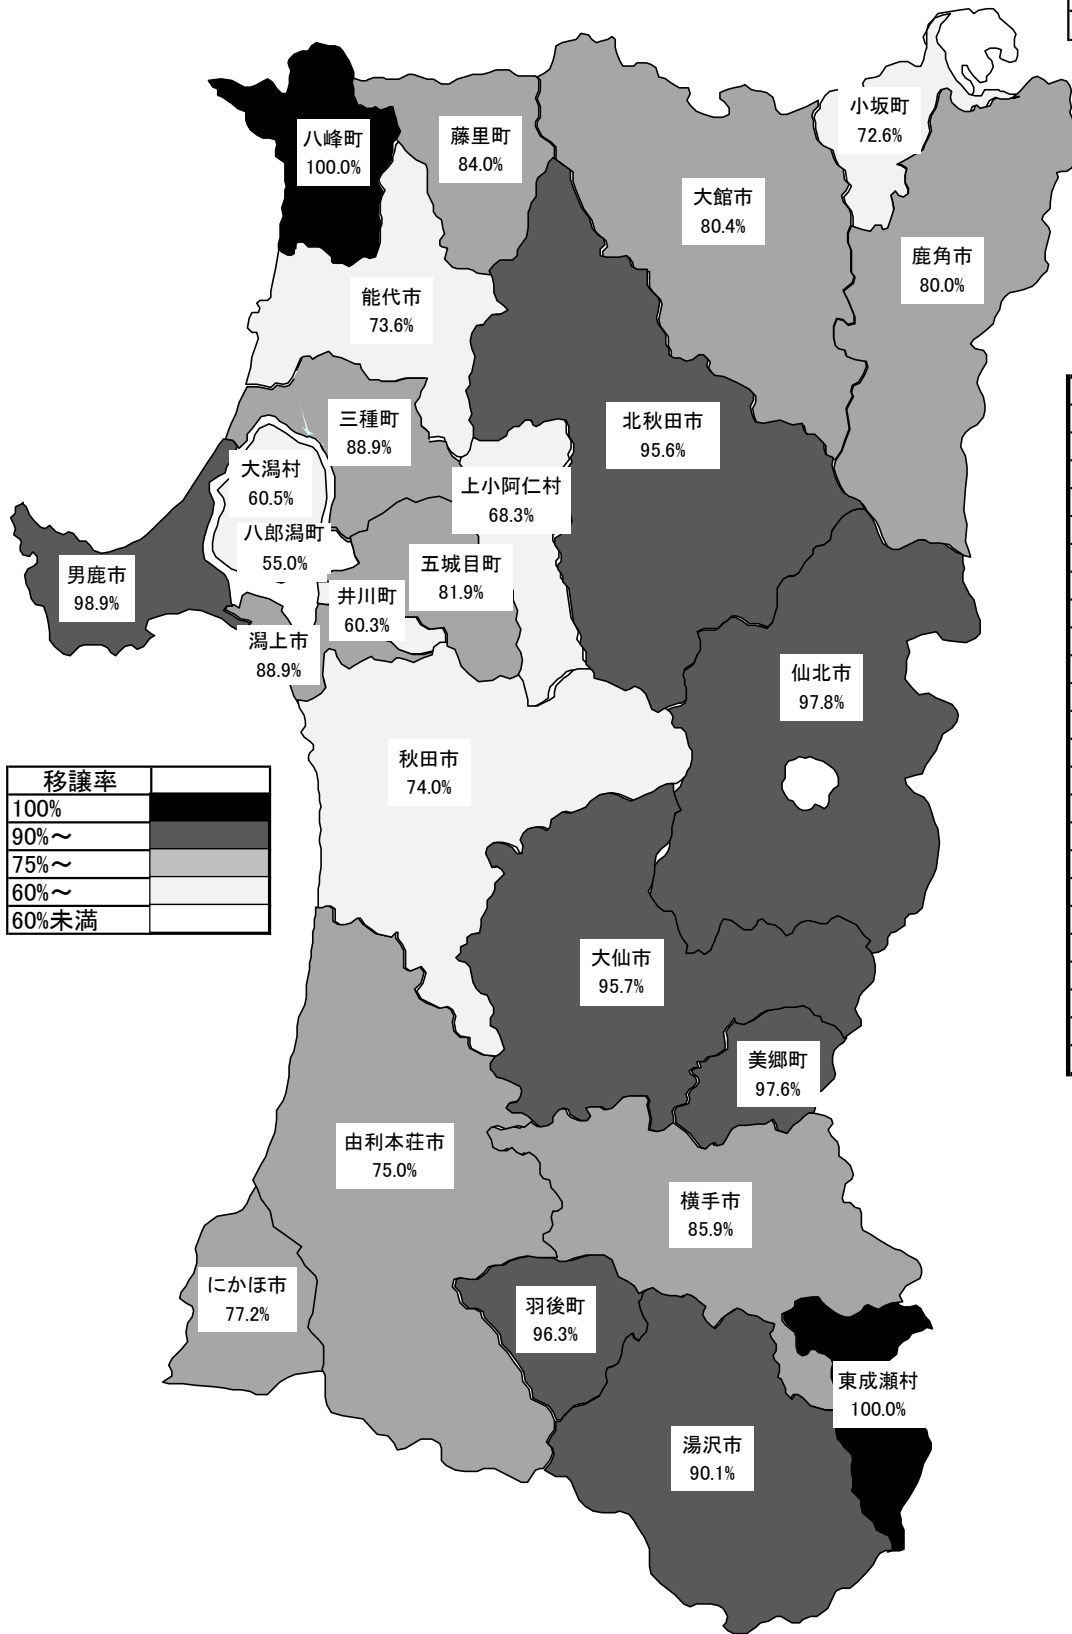 八峰町
100.0%
藤里町
84.0%
小坂町
72.6%
大館市
80.4%
鹿角市
80.0%
能代市
73.6%
三種町
88.9%
北秋田市
95.6%
大潟村
60.5%
上小阿仁村
68.3%
八郎潟町
55.0%
五城目町
81.9%
男鹿市
98.9%
井川町
60.3%
潟上市
88.9%
仙北市
97.8%
秋田市
74.0%
移譲率
100%
90%～
75%～
60%～
60%未満
大仙市
95.7%
美郷町
97.6%
由利本荘市
75.0%
横手市
85.9%
にかほ市
77.2%
羽後町
96.3%
東成瀬村
100.0%
湯沢市
90.1%